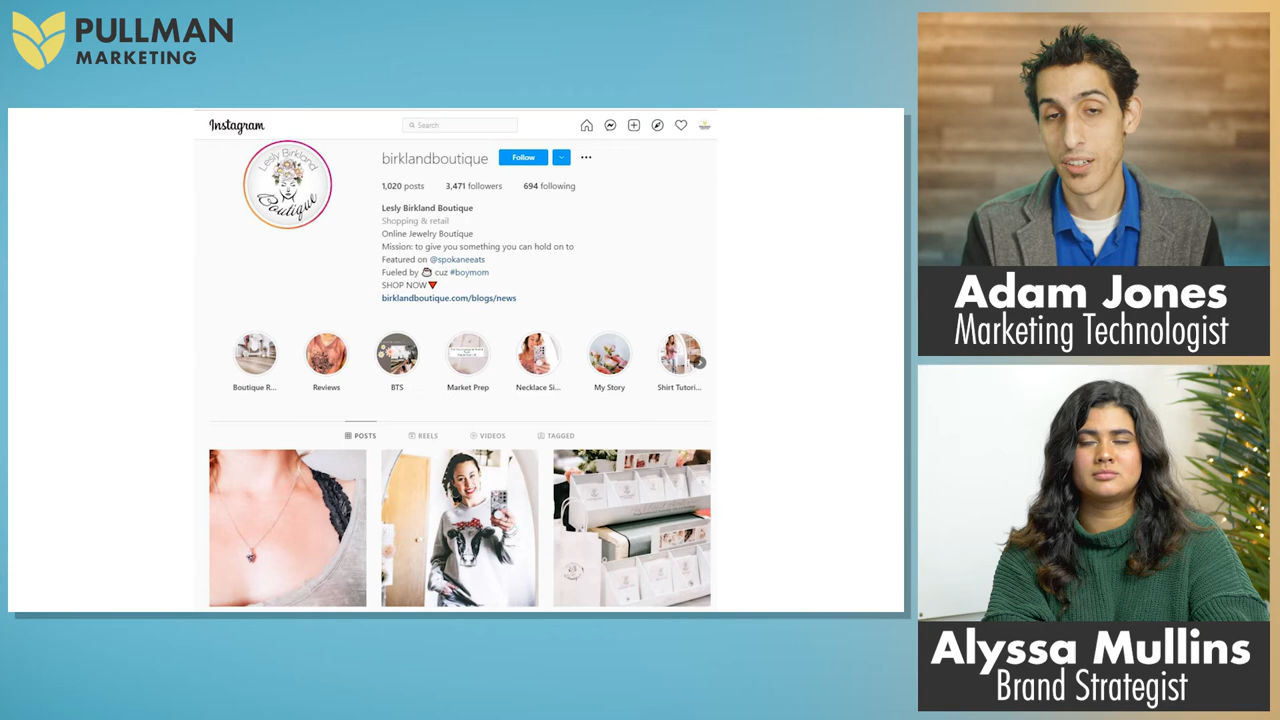 PULLMAN
MARKETING
Instagram
Search
Lesly Birkland
Boutique
birklandboutique
Follow
1,020 posts 3,471 followers 694 following
Lesly Birkland Boutique
Shopping & retail
Online Jewelry Boutique
Mission: to give you something you can hold on to
Featured on @spokaneeats
Fueled by ☕ cuz #boymom
SHOP NOW🔻
birklandboutique.com/blogs/news
Boutique R... Reviews BTS Market Prep Necklace Si... My Story Shirt Tutori...
POSTS REELS VIDEOS TAGGED
Adam Jones
Marketing Technologist
Alyssa Mullins
Brand Strategist